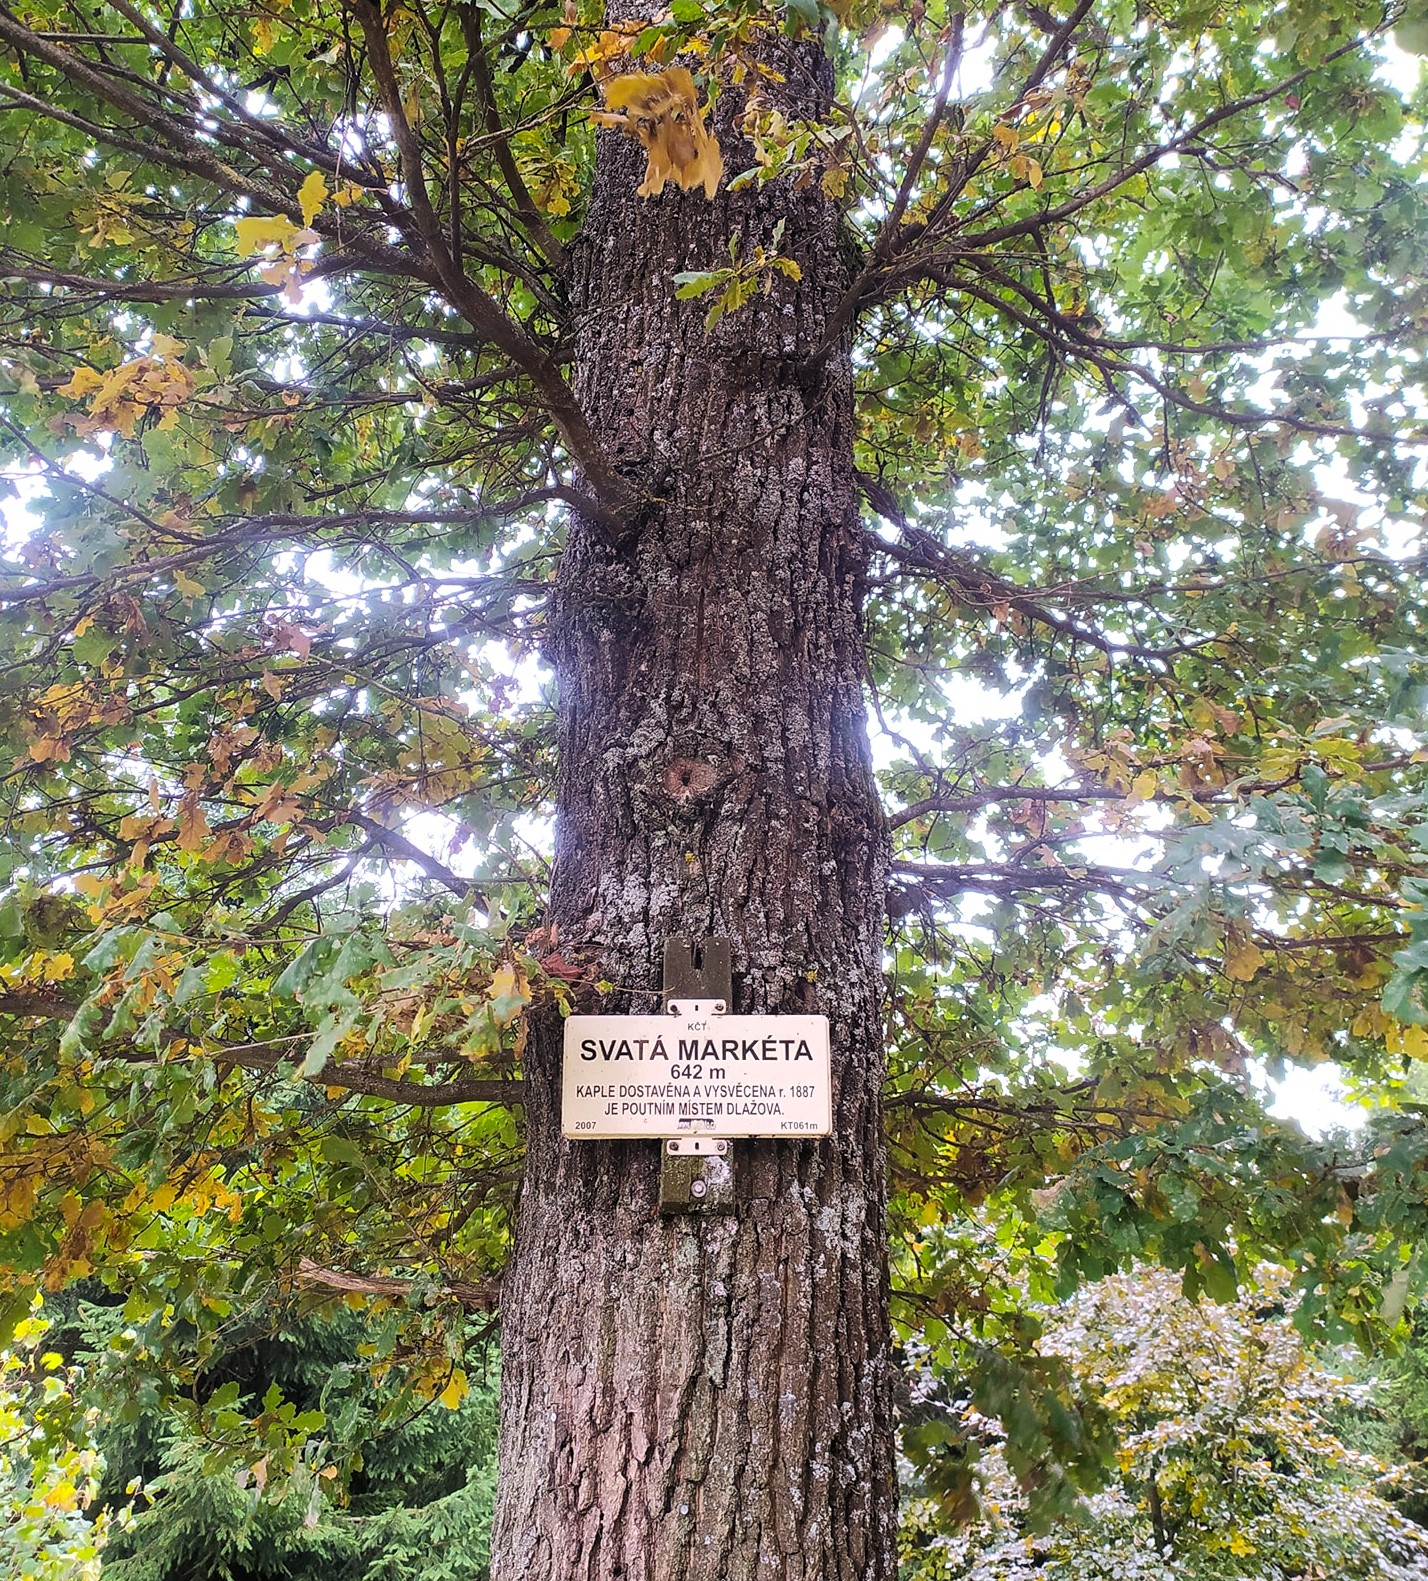 KČT
SVATÁ MARKÉTA
642 m
KAPLE DOSTAVĚNA A VYSVĚCENA r. 1887
JE POUTNÍM MÍSTEM DLAŽOVA.
2007 KT061m